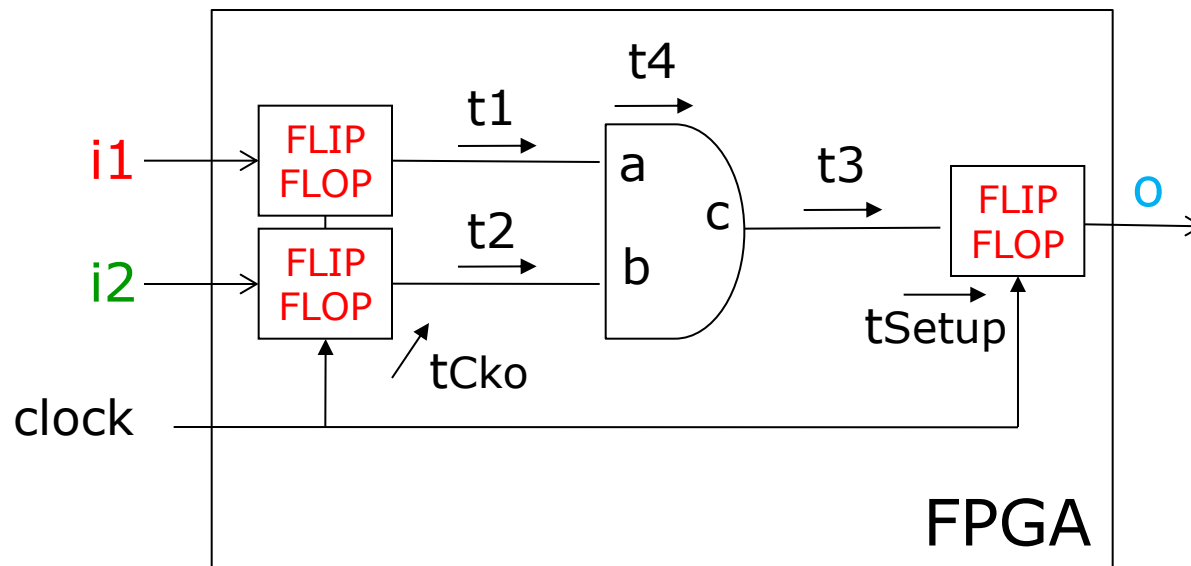 t4
t1
i1
FLIP
FLOP
a
t3
c
FLIP
FLOP
o
t2
i2
FLIP
FLOP
b
tSetup
tCko
clock
FPGA